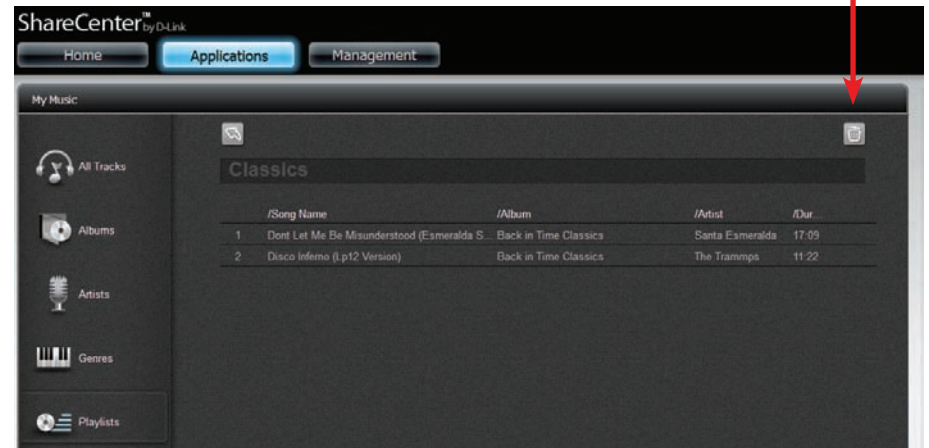 ShareCenter™ by D-Link
Home Applications Management
My Music
All Tracks
Albums
Artists
Genres
Playlists
Classics
/Song Name /Album /Artist /Dur...
1 Dont Let Me Be Misunderstood (Esmeralda S... Back in Time Classics Santa Esmeralda 17:09
2 Disco Inferno (Lp12 Version) Back in Time Classics The Trammps 11:22